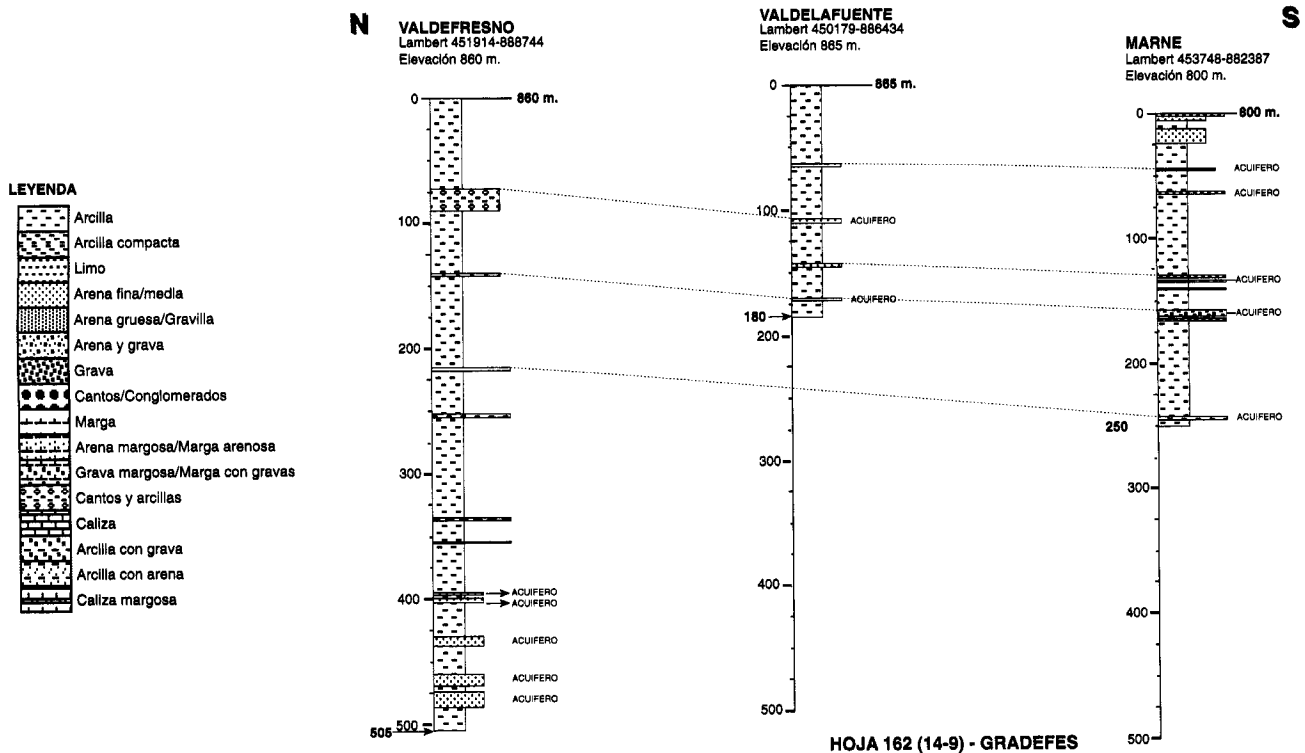 N
VALDEFRESNO
Lambert 451914-888744
Elevación 860 m.
VALDELAFUENTE
Lambert 450179-886434
Elevación 865 m.
S
MARNE
Lambert 453748-882387
Elevación 800 m.
LEYENDA
Arcilla
Arcilla compacta
Limo
Arena fina/media
Arena gruesa/Gravilla
Arena y grava
Grava
Cantos/Conglomerados
Marga
Arena margosa/Marga arenosa
Grava margosa/Marga con gravas
Cantos y arcillas
Caliza
Arcilla con grava
Arcilla con arena
Caliza margosa
0
860 m.
100
200
300
400
ACUIFERO
ACUIFERO
ACUIFERO
ACUIFERO
ACUIFERO
500
505
0
865 m.
100
ACUIFERO
ACUIFERO
180
200
300
400
500
0
800 m.
ACUIFERO
ACUIFERO
100
ACUIFERO
ACUIFERO
200
ACUIFERO
250
300
400
500
HOJA 162 (14-9) - GRADEFES